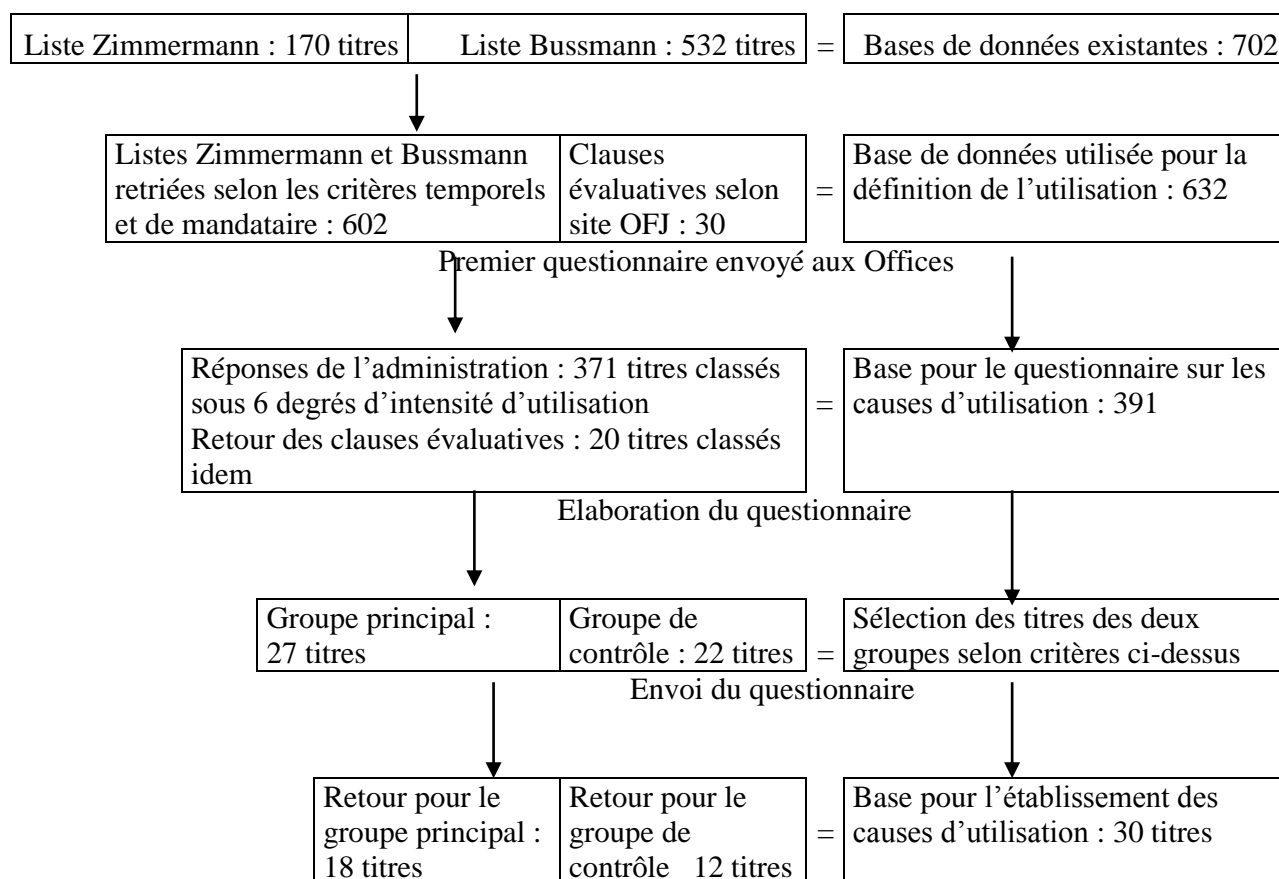 Liste Zimmermann : 170 titres
Liste Bussmann : 532 titres
=
Bases de données existantes : 702
Listes Zimmermann et Bussmann
retriées selon les critères temporels
et de mandataire : 602
Clauses
évaluatives selon
site OFJ : 30
=
Base de données utilisée pour la
définition de l’utilisation : 632
Premier questionnaire envoyé aux Offices
Réponses de l’administration : 371 titres classés
sous 6 degrés d’intensité d’utilisation
Retour des clauses évaluatives : 20 titres classés
idem
=
Base pour le questionnaire sur les
causes d’utilisation : 391
Elaboration du questionnaire
Groupe principal :
27 titres
Groupe de
contrôle : 22 titres
=
Sélection des titres des deux
groupes selon critères ci-dessus
Envoi du questionnaire
Retour pour le
groupe principal :
18 titres
Retour pour le
groupe de
contrôle 12 titres
=
Base pour l’établissement des
causes d’utilisation : 30 titres